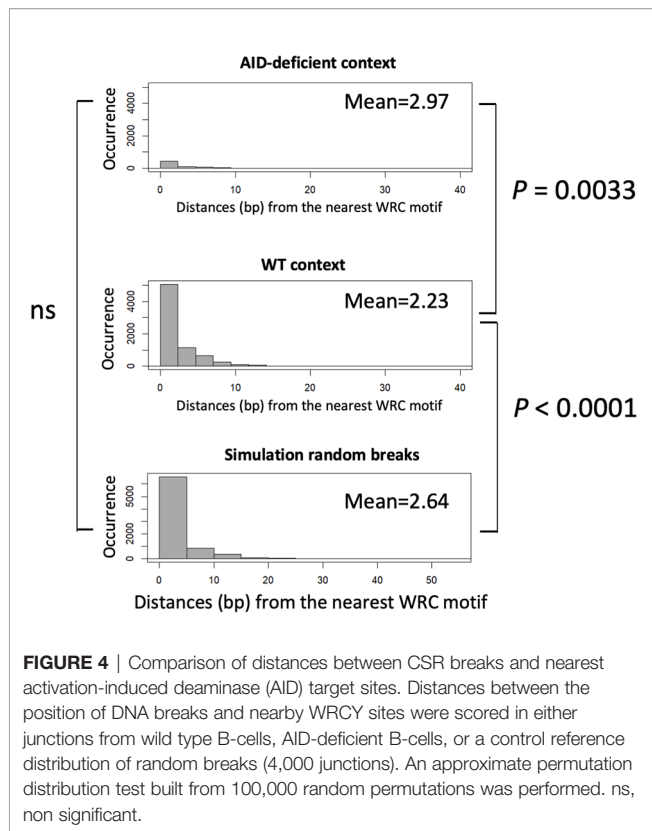 AID-deficient context
Mean=2.97
Occurrence
0 2000 4000
0 10 20 30 40
Distances (bp) from the nearest WRC motif
P = 0.0033
WT context
Mean=2.23
Occurrence
0 2000 4000
0 10 20 30 40
Distances (bp) from the nearest WRC motif
ns
P < 0.0001
Simulation random breaks
Mean=2.64
Occurrence
0 2000 5000
0 10 20 30 40 50
Distances (bp) from the nearest WRC motif
FIGURE 4 | Comparison of distances between CSR breaks and nearest
activation-induced deaminase (AID) target sites. Distances between the
position of DNA breaks and nearby WRCY sites were scored in either
junctions from wild type B-cells, AID-deficient B-cells, or a control reference
distribution of random breaks (4,000 junctions). An approximate permutation
distribution test built from 100,000 random permutations was performed. ns,
non significant.